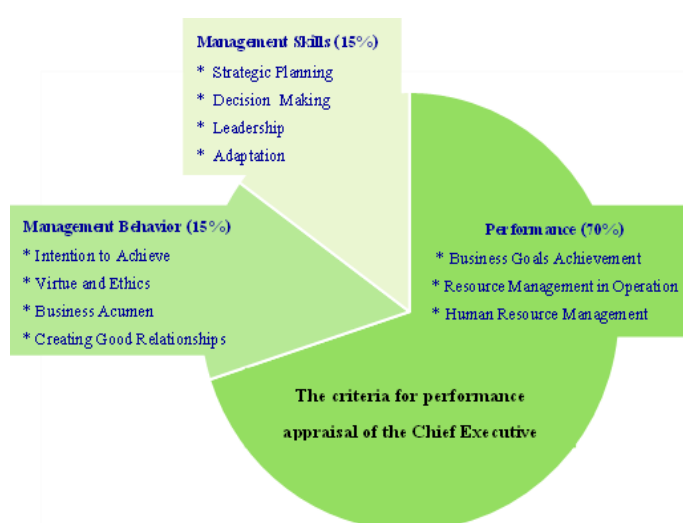 Management Skills (15%)
* Strategic Planning
* Decision Making
* Leadership
* Adaptation
Management Behavior (15%)
* Intention to Achieve
* Virtue and Ethics
* Business Acumen
* Creating Good Relationships
Performance (70%)
* Business Goals Achievement
* Resource Management in Operation
* Human Resource Management
The criteria for performance
appraisal of the Chief Executive